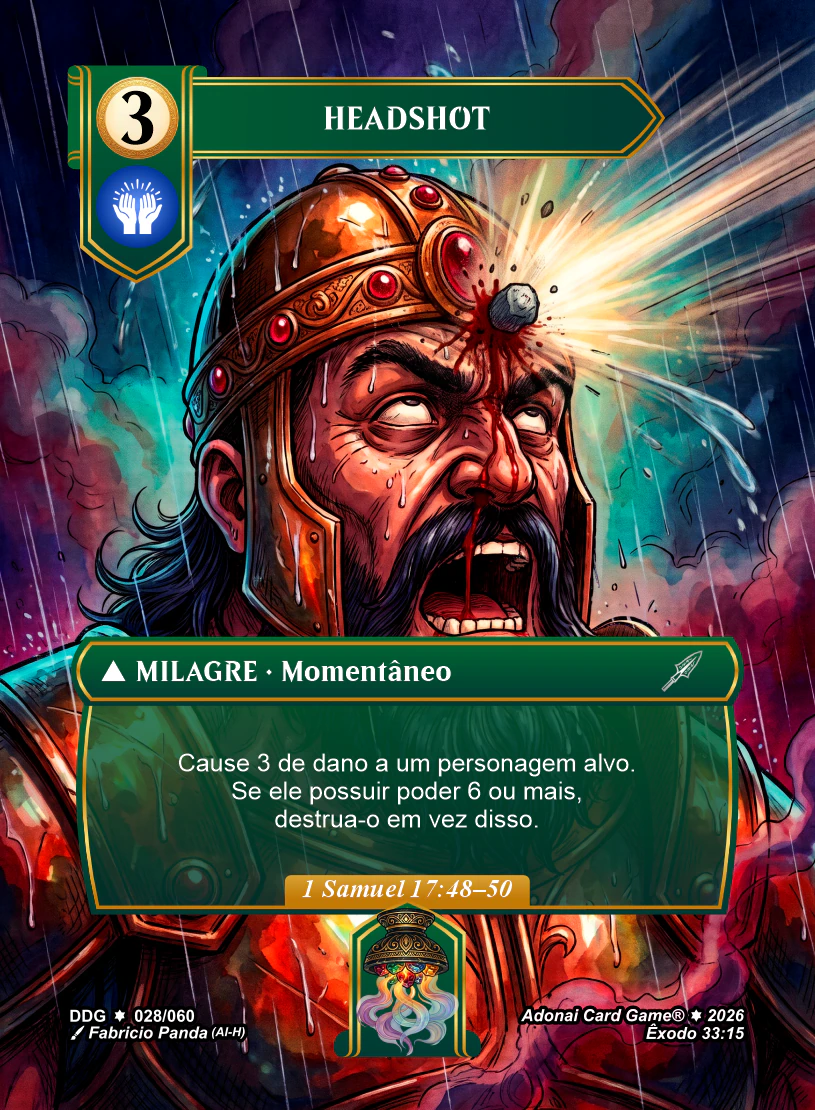 3
HEADSHOT
MILAGRE · Momentâneo
Cause 3 de dano a um personagem alvo.
Se ele possuir poder 6 ou mais,
destrua-o em vez disso.
1 Samuel 17:48–50
DDG ✶ 028/060
Fabricio Panda (AI-H)
Adonai Card Game® ✶ 2026
Êxodo 33:15